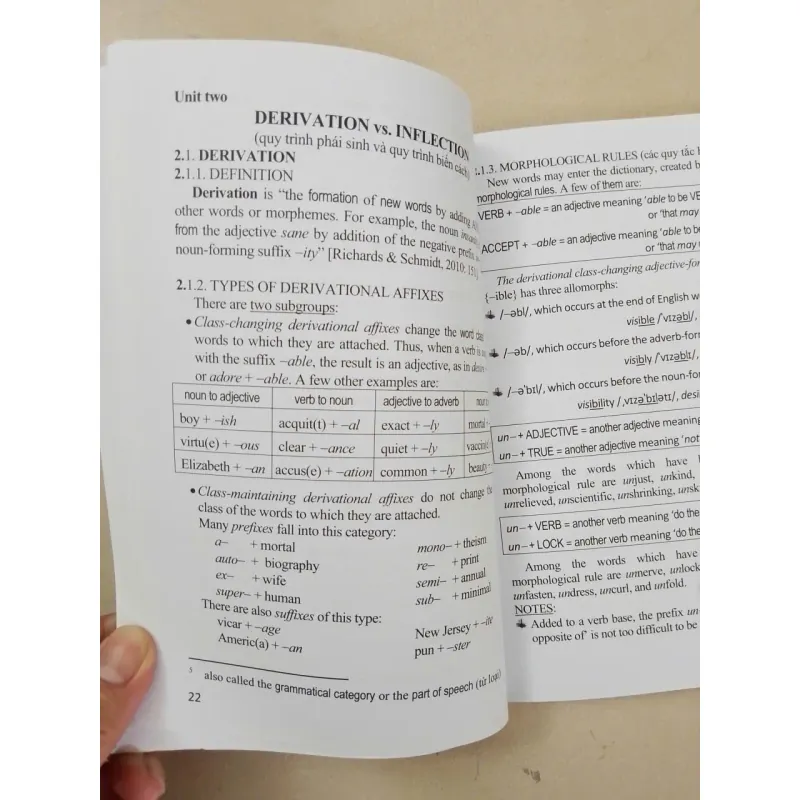 Unit two
DERIVATION vs. INFLECTION
(quy trình phái sinh và quy trình biến cách)
2.1. DERIVATION
2.1.1. DEFINITION
Derivation is “the formation of new words by adding
other words or morphemes. For example, the noun
from the adjective sane by addition of the negative prefix
noun-forming suffix –ity” [Richards & Schmidt, 2010:
2.1.2. TYPES OF DERIVATIONAL AFFIXES
There are two subgroups:
• Class-changing derivational affixes change the word
words to which they are attached. Thus, when a verb is
with the suffix –able, the result is an adjective, as in
or adore + –able. A few other examples are:
noun to adjective verb to noun adjective to adverb
boy + –ish acquit(t) + –al exact + –ly mortal
virtu(e) + –ous clear + –ance quiet + –ly
Elizabeth + –an accus(e) + –ation common + –ly beauty
• Class-maintaining derivational affixes do not change the
class of the words to which they are attached.
Many prefixes fall into this category:
a– + mortal mono– + theism
auto– + biography re– + print
ex– + wife semi– + annual
super– + human sub– + minimal
There are also suffixes of this type:
vicar + –age New Jersey + –ite
Americ(a) + –an pun + –ster
5 also called the grammatical category or the part of speech (từ loại)
22
2.1.3. MORPHOLOGICAL RULES (các quy tắc
New words may enter the dictionary, created
morphological rules. A few of them are:
VERB + –able = an adjective meaning ‘able to be
or ‘that may
ACCEPT + –able = an adjective meaning ‘able to
or ‘that may
The derivational class-changing
{–ible} has three allomorphs:
/–əbl/, which occurs at the end of English
visible /'vɪzəbl/,
/–əb/, which occurs before the
visibly /'vɪzəblɪ/,
/–ə'bɪl/, which occurs before the
visibility /,vɪzə'bɪlətɪ/,
un– + ADJECTIVE = another adjective meaning
un– + TRUE = another adjective meaning ‘not
Among the words which have
morphological rule are unjust, unkind,
unrelieved, unscientific, unshrinking,
un– + VERB = another verb meaning ‘do the
un– + LOCK = another verb meaning ‘do the
Among the words which have
morphological rule are unnerve, unlock
unfasten, undress, uncurl, and unfold.
NOTES:
Added to a verb base, the prefix un
opposite of’ is not too difficult to be